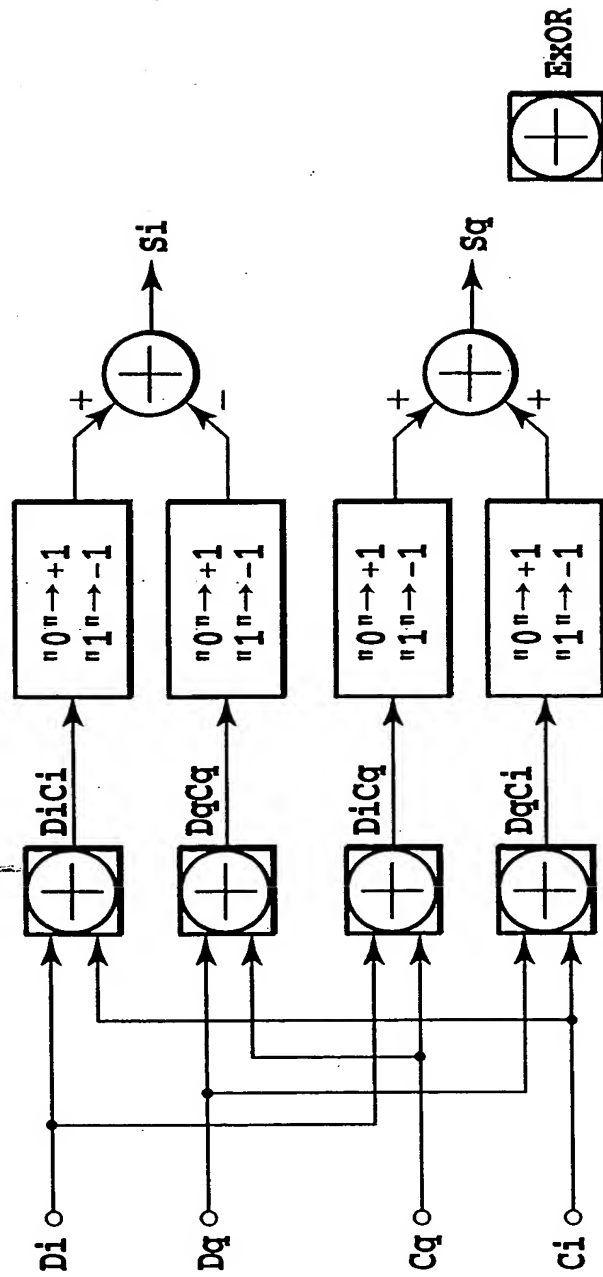 Di
Dq
Cq
Ci
DiCi
DqCq
DiCq
DqCi
"0"→+1
"1"→-1
"0"→+1
"1"→-1
"0"→+1
"1"→-1
"0"→+1
"1"→-1
+
-
+
+
Si
Sq
ExOR